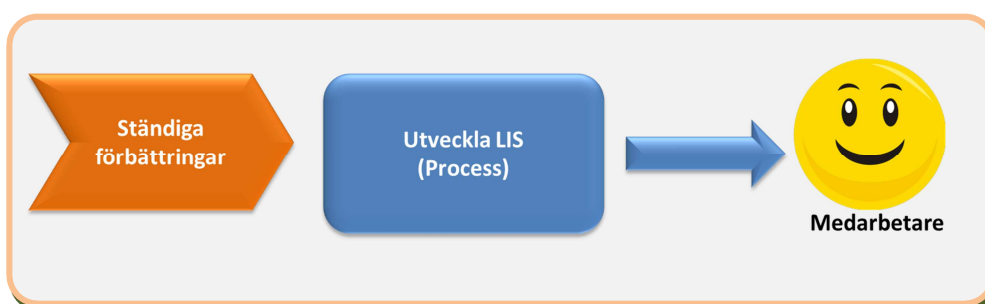 Ständiga
förbättringar
Utveckla LIS
(Process)
Medarbetare